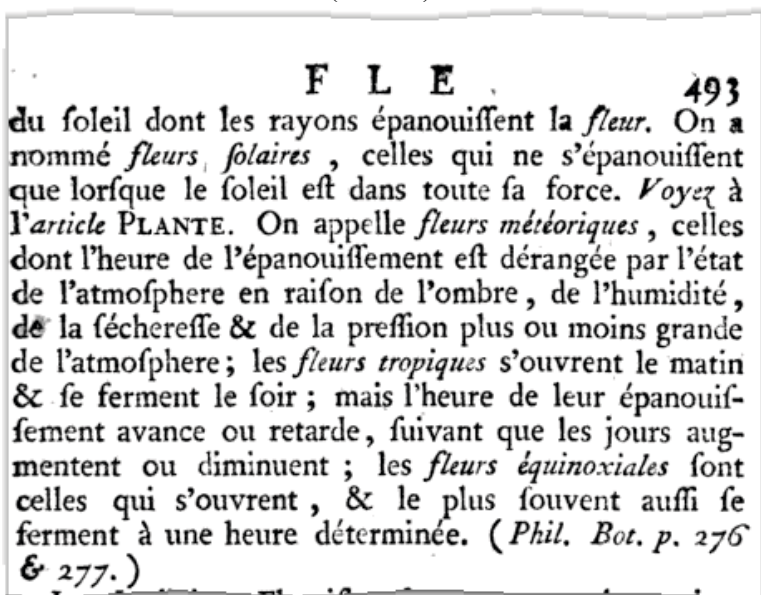 F L E 493
du ſoleil dont les rayons épanouiſſent la fleur. On a
nommé fleurs ſolaires , celles qui ne s'épanouiſſent
que lorſque le ſoleil eſt dans toute ſa force. Voyez à
l'article PLANTE. On appelle fleurs météoriques , celles
dont l'heure de l'épanouiſſement eſt dérangée par l'état
de l'atmoſphere en raiſon de l'ombre , de l'humidité ,
de la ſéchereſſe & de la preſſion plus ou moins grande
de l'atmoſphere ; les fleurs tropiques s'ouvrent le matin
& ſe ferment le ſoir ; mais l'heure de leur épanouiſ-
ſement avance ou retarde , ſuivant que les jours aug-
mentent ou diminuent ; les fleurs équinoxiales ſont
celles qui s'ouvrent , & le plus ſouvent auſſi ſe
ferment à une heure déterminée. ( Phil. Bot. p. 276
& 277. )